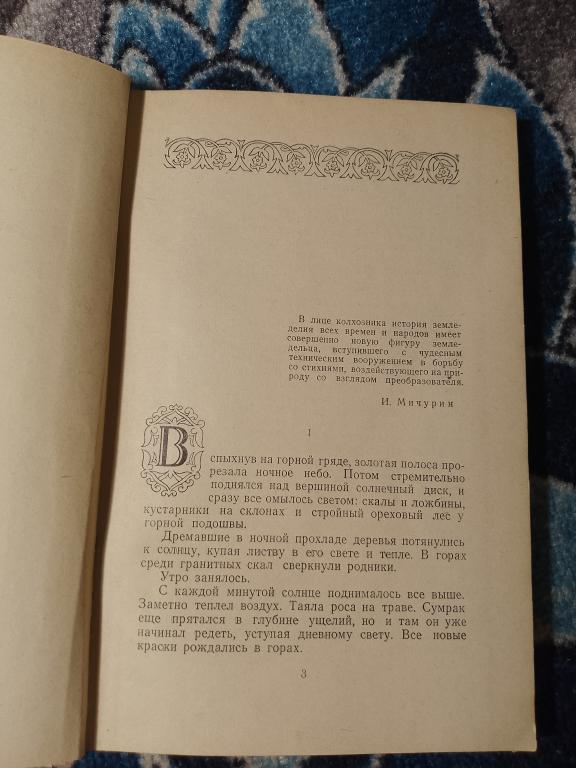 В лице колхозника история земле-
делия всех времен и народов имеет
совершенно новую фигуру земле-
дельца, вступившего с чудесным
техническим вооружением в борьбу
со стихиями, воздействующего на при-
роду со взглядом преобразователя.
И. Мичурин
I
Вспыхнув на горной гряде, золотая полоса про-
резала ночное небо. Потом стремительно
поднялся над вершиной солнечный диск, и
сразу все омылось светом: скалы и ложбины,
кустарники на склонах и стройный ореховый лес у
горной подошвы.
Дремавшие в ночной прохладе деревья потянулись
к солнцу, купая листву в его свете и тепле. В горах
среди гранитных скал сверкнули родники.
Утро занялось.
С каждой минутой солнце поднималось все выше.
Заметно теплел воздух. Таяла роса на траве. Сумрак
еще прятался в глубине ущелий, но и там он уже
начинал редеть, уступая дневному свету. Все новые
краски рождались в горах.
3